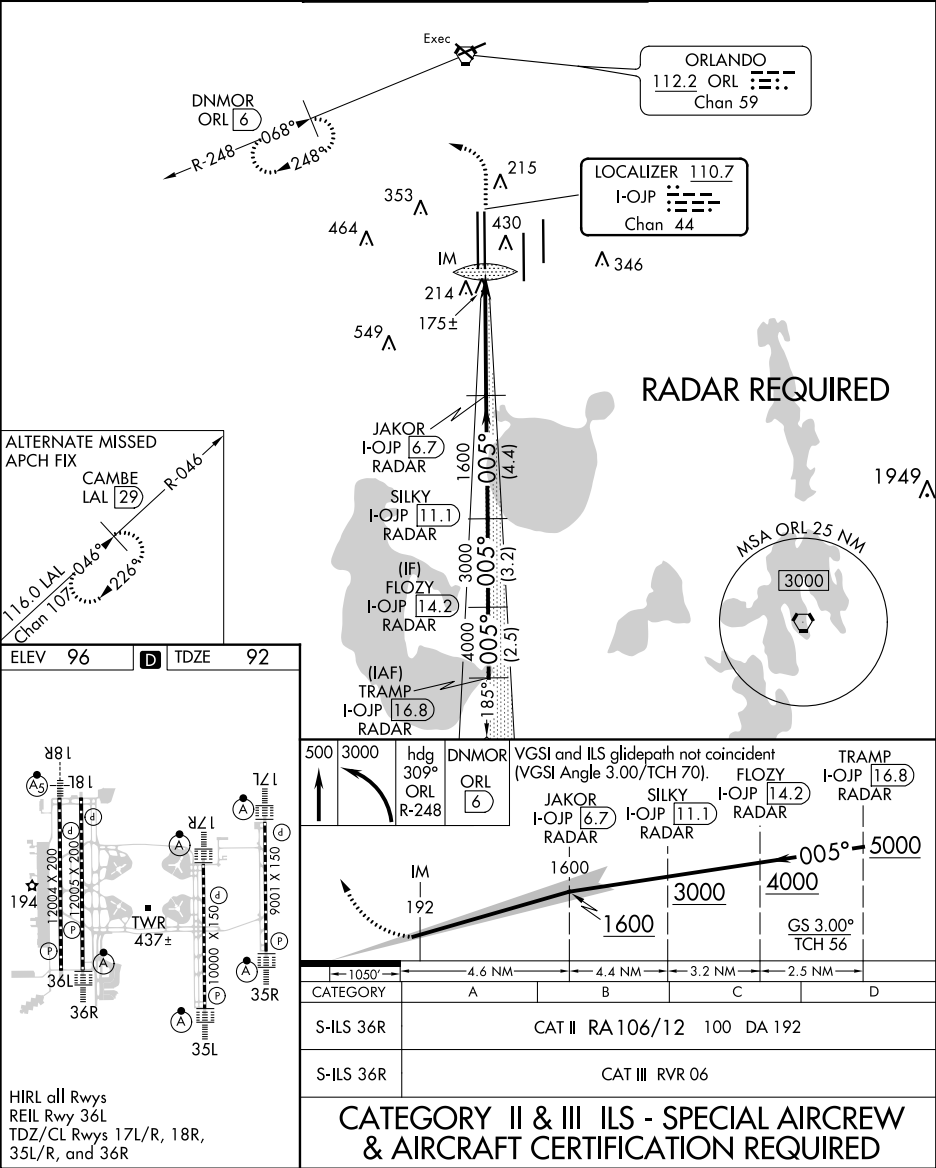 Exec
ORLANDO
112.2 ORL
Chan 59
DNMOR
ORL 6
068°
R-248
248°
215
LOCALIZER 110.7
I-OJP
Chan 44
353
464
430
346
IM
214
175±
549
RADAR REQUIRED
JAKOR
I-OJP 6.7
RADAR
1600
005°
(4.4)
SILKY
I-OJP 11.1
RADAR
3000
005°
(3.2)
(IF)
FLOZY
I-OJP 14.2
RADAR
4000
005°
(2.5)
(IAF)
TRAMP
I-OJP 16.8
RADAR
185°
1949
MSA ORL 25 NM
3000
ALTERNATE MISSED
APCH FIX
CAMBE
LAL 29
R-046
046°
226°
116.0 LAL
Chan 107
ELEV 96
D TDZE 92
18R
A5
18L
17L
A
17R
A
P
P
P
P
12004 X 200
12005 X 200
194
TWR
437±
10000 X 150
9001 X 150
P
P
P
P
36L
A
36R
A
35R
A
35L
HIRL all Rwys
REIL Rwy 36L
TDZ/CL Rwys 17L/R, 18R,
35L/R, and 36R
500
3000
hdg
309°
ORL
R-248
DNMOR
ORL
6
VGSI and ILS glidepath not coincident
(VGSI Angle 3.00/TCH 70).
JAKOR
I-OJP 6.7
RADAR
SILKY
I-OJP 11.1
RADAR
FLOZY
I-OJP 14.2
RADAR
TRAMP
I-OJP 16.8
RADAR
IM
192
1600
1600
3000
4000
005°
5000
GS 3.00°
TCH 56
1050'
4.6 NM
4.4 NM
3.2 NM
2.5 NM
CATEGORY A B C D
S-ILS 36R CAT II RA 106/12 100 DA 192
S-ILS 36R CAT III RVR 06
CATEGORY II & III ILS - SPECIAL AIRCREW
& AIRCRAFT CERTIFICATION REQUIRED